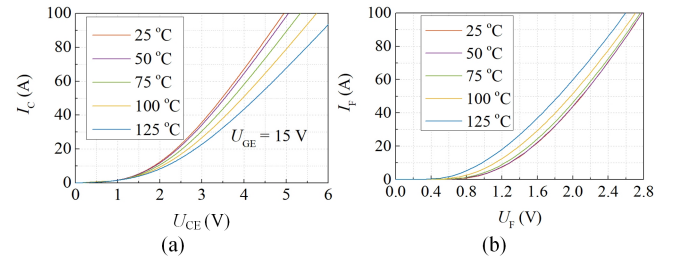 100
80
60
40
20
0
I_C (A)
25 °C
50 °C
75 °C
100 °C
125 °C
U_GE = 15 V
0 1 2 3 4 5 6
U_CE (V)
(a)
100
80
60
40
20
0
I_F (A)
25 °C
50 °C
75 °C
100 °C
125 °C
0.0 0.4 0.8 1.2 1.6 2.0 2.4 2.8
U_F (V)
(b)